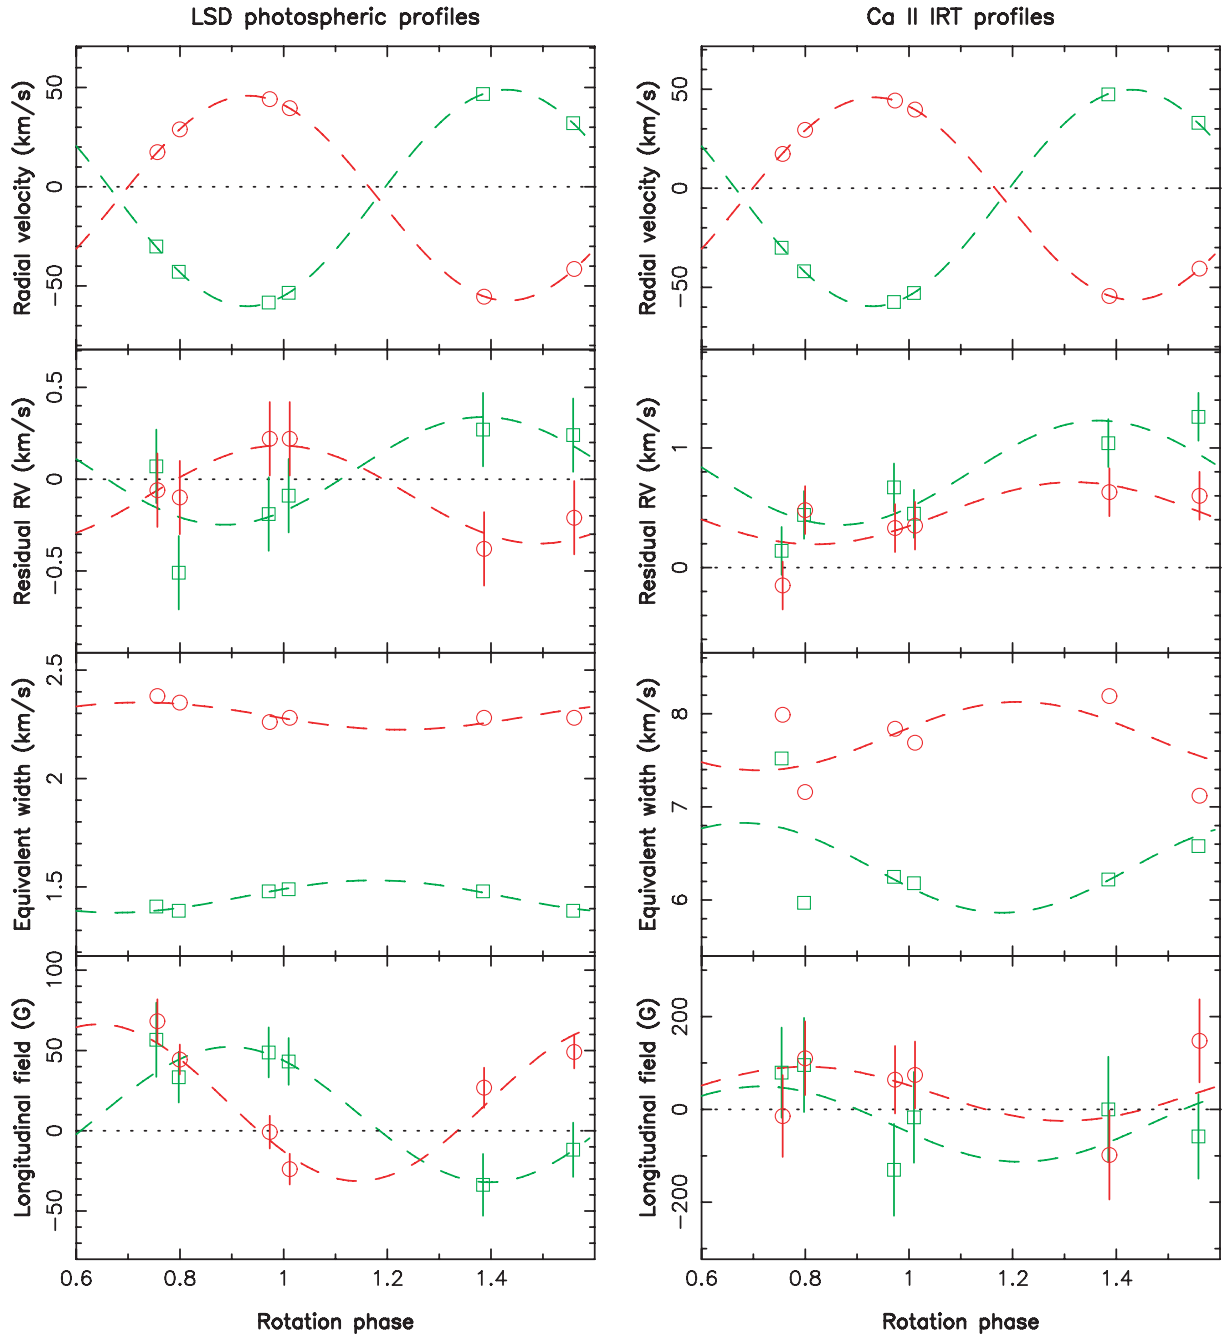 LSD photospheric profiles
Ca II IRT profiles
Radial velocity (km/s)
50
0
−50
Radial velocity (km/s)
50
0
−50
Residual RV (km/s)
0.5
0
−0.5
Residual RV (km/s)
1
0
Equivalent width (km/s)
2.5
2
1.5
1
Equivalent width (km/s)
8
7
6
Longitudinal field (G)
100
50
0
−50
Longitudinal field (G)
200
0
−200
0.6 0.8 1 1.2 1.4
0.6 0.8 1 1.2 1.4
Rotation phase
Rotation phase